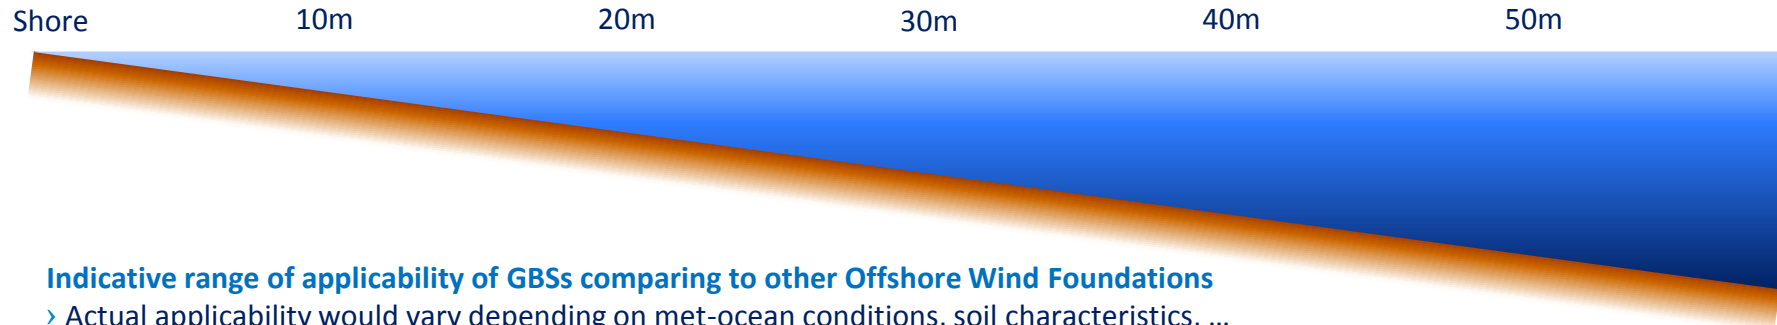 Shore 10m 20m 30m 40m 50m
Indicative range of applicability of GBSs comparing to other Offshore Wind Foundations
› Actual applicability would vary depending on met-ocean conditions, soil characteristics, ...